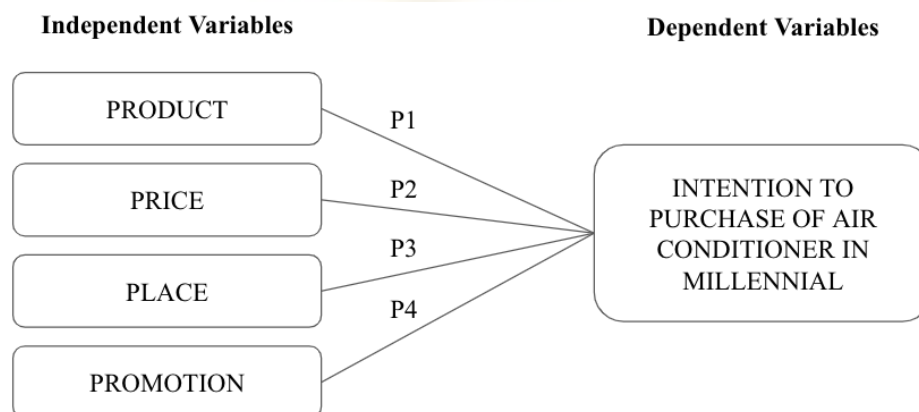 Independent Variables
Dependent Variables
PRODUCT
P1
PRICE
P2
PLACE
P3
PROMOTION
P4
INTENTION TO
PURCHASE OF AIR
CONDITIONER IN
MILLENNIAL